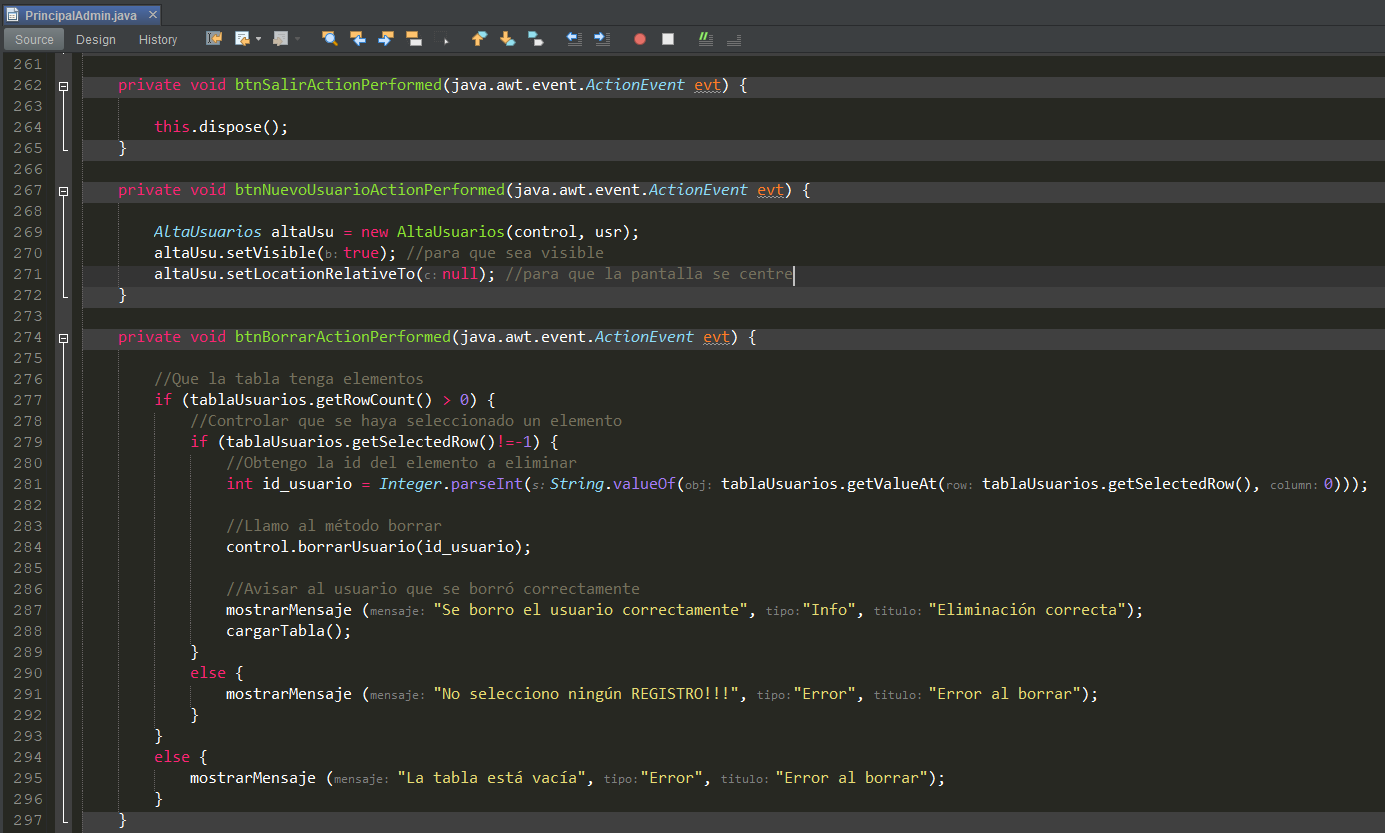 PrincipalAdmin.java
Source Design History
261
262 private void btnSalirActionPerformed(java.awt.event.ActionEvent evt) {
263
264 this.dispose();
265 }
266
267 private void btnNuevoUsuarioActionPerformed(java.awt.event.ActionEvent evt) {
268
269 AltaUsuarios altaUsu = new AltaUsuarios(control, usr);
270 altaUsu.setVisible(b: true); //para que sea visible
271 altaUsu.setLocationRelativeTo(c: null); //para que la pantalla se centre
272 }
273
274 private void btnBorrarActionPerformed(java.awt.event.ActionEvent evt) {
275
276 //Que la tabla tenga elementos
277 if (tablaUsuarios.getRowCount() > 0) {
278 //Controlar que se haya seleccionado un elemento
279 if (tablaUsuarios.getSelectedRow()!=-1) {
280 //Obtengo la id del elemento a eliminar
281 int id_usuario = Integer.parseInt(s: String.valueOf(obj: tablaUsuarios.getValueAt(row: tablaUsuarios.getSelectedRow(), column: 0)));
282
283 //Llamo al método borrar
284 control.borrarUsuario(id_usuario);
285
286 //Avisar al usuario que se borró correctamente
287 mostrarMensaje (mensaje: "Se borro el usuario correctamente", tipo: "Info", titulo: "Eliminación correcta");
288 cargarTabla();
289 }
290 else {
291 mostrarMensaje (mensaje: "No selecciono ningún REGISTRO!!!", tipo: "Error", titulo: "Error al borrar");
292 }
293 }
294 else {
295 mostrarMensaje (mensaje: "La tabla está vacía", tipo: "Error", titulo: "Error al borrar");
296 }
297 }